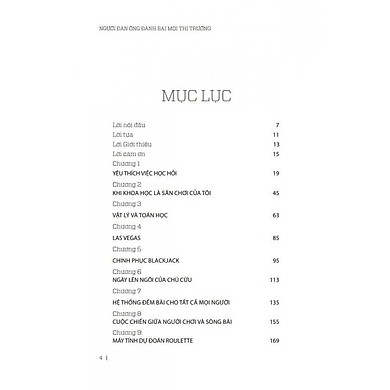 NGƯỜI ĐÀN ÔNG ĐÁNH BẠI MỌI THỊ TRƯỜNG
MỤC LỤC
Lời nói đầu 7
Lời tựa 11
Lời Giới thiệu 13
Lời cảm ơn 15
Chương 1
YÊU THÍCH VIỆC HỌC HỎI 19
Chương 2
KHI KHOA HỌC LÀ SÂN CHƠI CỦA TÔI 45
Chương 3
VẬT LÝ VÀ TOÁN HỌC 63
Chương 4
LAS VEGAS 85
Chương 5
CHINH PHỤC BLACKJACK 95
Chương 6
NGÀY LÊN NGÔI CỦA CHÚ CỪU 113
Chương 7
HỆ THỐNG ĐẾM BÀI CHO TẤT CẢ MỌI NGƯỜI 135
Chương 8
CUỘC CHIẾN GIỮA NGƯỜI CHƠI VÀ SÒNG BÀI 155
Chương 9
MÁY TÍNH DỰ ĐOÁN ROULETTE 169
4 |